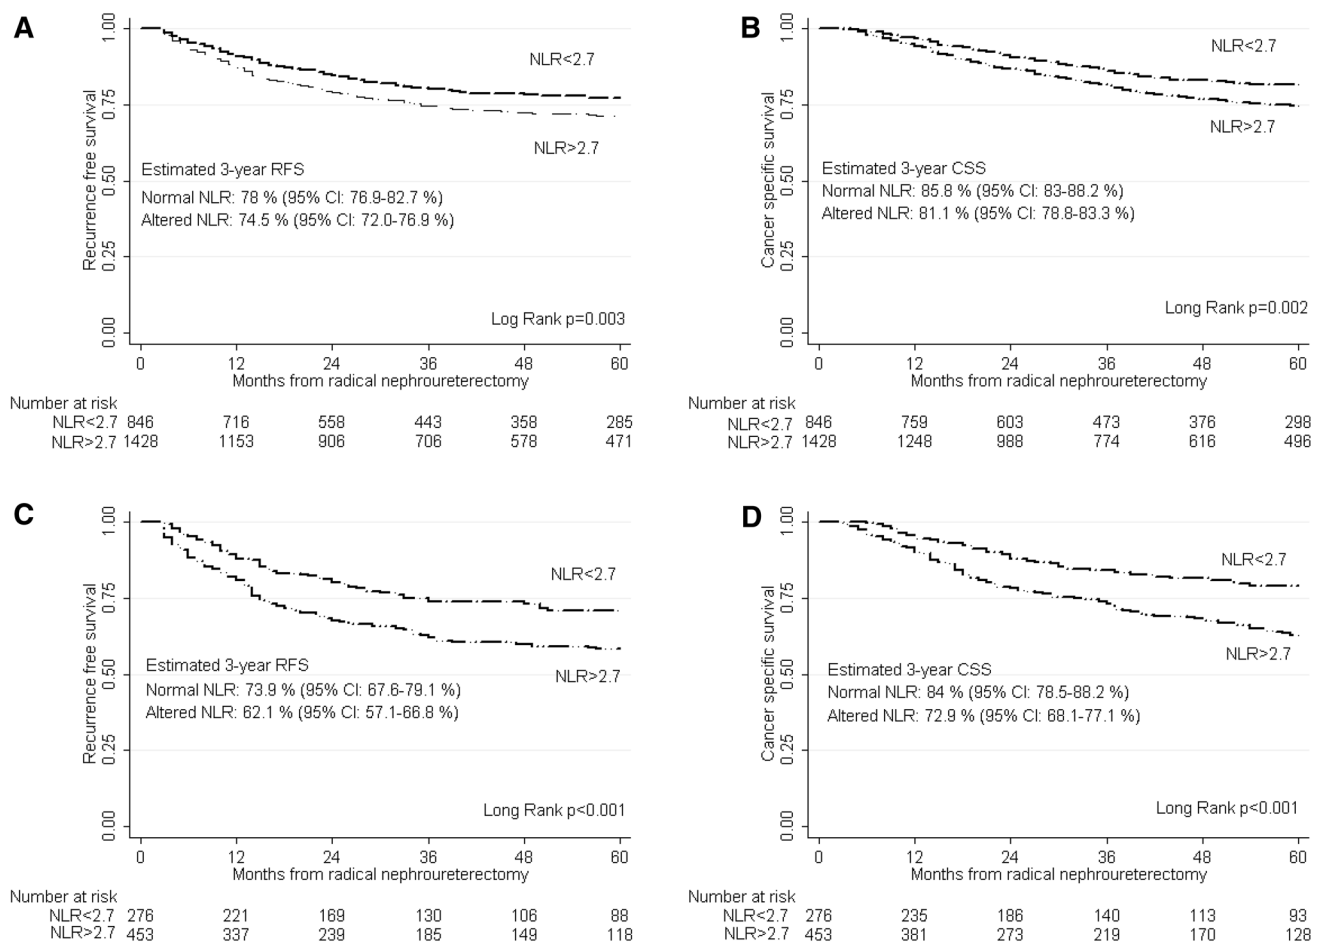 A
Recurrence free survival
1.00
0.75
0.50
0.25
0.00
NLR<2.7
NLR>2.7
Estimated 3-year RFS
Normal NLR: 78 % (95% CI: 76.9-82.7 %)
Altered NLR: 74.5 % (95% CI: 72.0-76.9 %)
Log Rank p=0.003
0 12 24 36 48 60
Months from radical nephroureterectomy
Number at risk
NLR<2.7 846 716 558 443 358 285
NLR>2.7 1428 1153 906 706 578 471
B
Cancer specific survival
1.00
0.75
0.50
0.25
0.00
NLR<2.7
NLR>2.7
Estimated 3-year CSS
Normal NLR: 85.8 % (95% CI: 83-88.2 %)
Altered NLR: 81.1 % (95% CI: 78.8-83.3 %)
Long Rank p=0.002
0 12 24 36 48 60
Months from radical nephroureterectomy
Number at risk
NLR<2.7 846 759 603 473 376 298
NLR>2.7 1428 1248 988 774 616 496
C
Recurrence free survival
1.00
0.75
0.50
0.25
0.00
NLR<2.7
NLR>2.7
Estimated 3-year RFS
Normal NLR: 73.9 % (95% CI: 67.6-79.1 %)
Altered NLR: 62.1 % (95% CI: 57.1-66.8 %)
Long Rank p<0.001
0 12 24 36 48 60
Months from radical nephroureterectomy
Number at risk
NLR<2.7 276 221 169 130 106 88
NLR>2.7 453 337 239 185 149 118
D
Cancer specific survival
1.00
0.75
0.50
0.25
0.00
NLR<2.7
NLR>2.7
Estimated 3-year CSS
Normal NLR: 84 % (95% CI: 78.5-88.2 %)
Altered NLR: 72.9 % (95% CI: 68.1-77.1 %)
Long Rank p<0.001
0 12 24 36 48 60
Months from radical nephroureterectomy
Number at risk
NLR<2.7 276 235 186 140 113 93
NLR>2.7 453 381 273 219 170 128